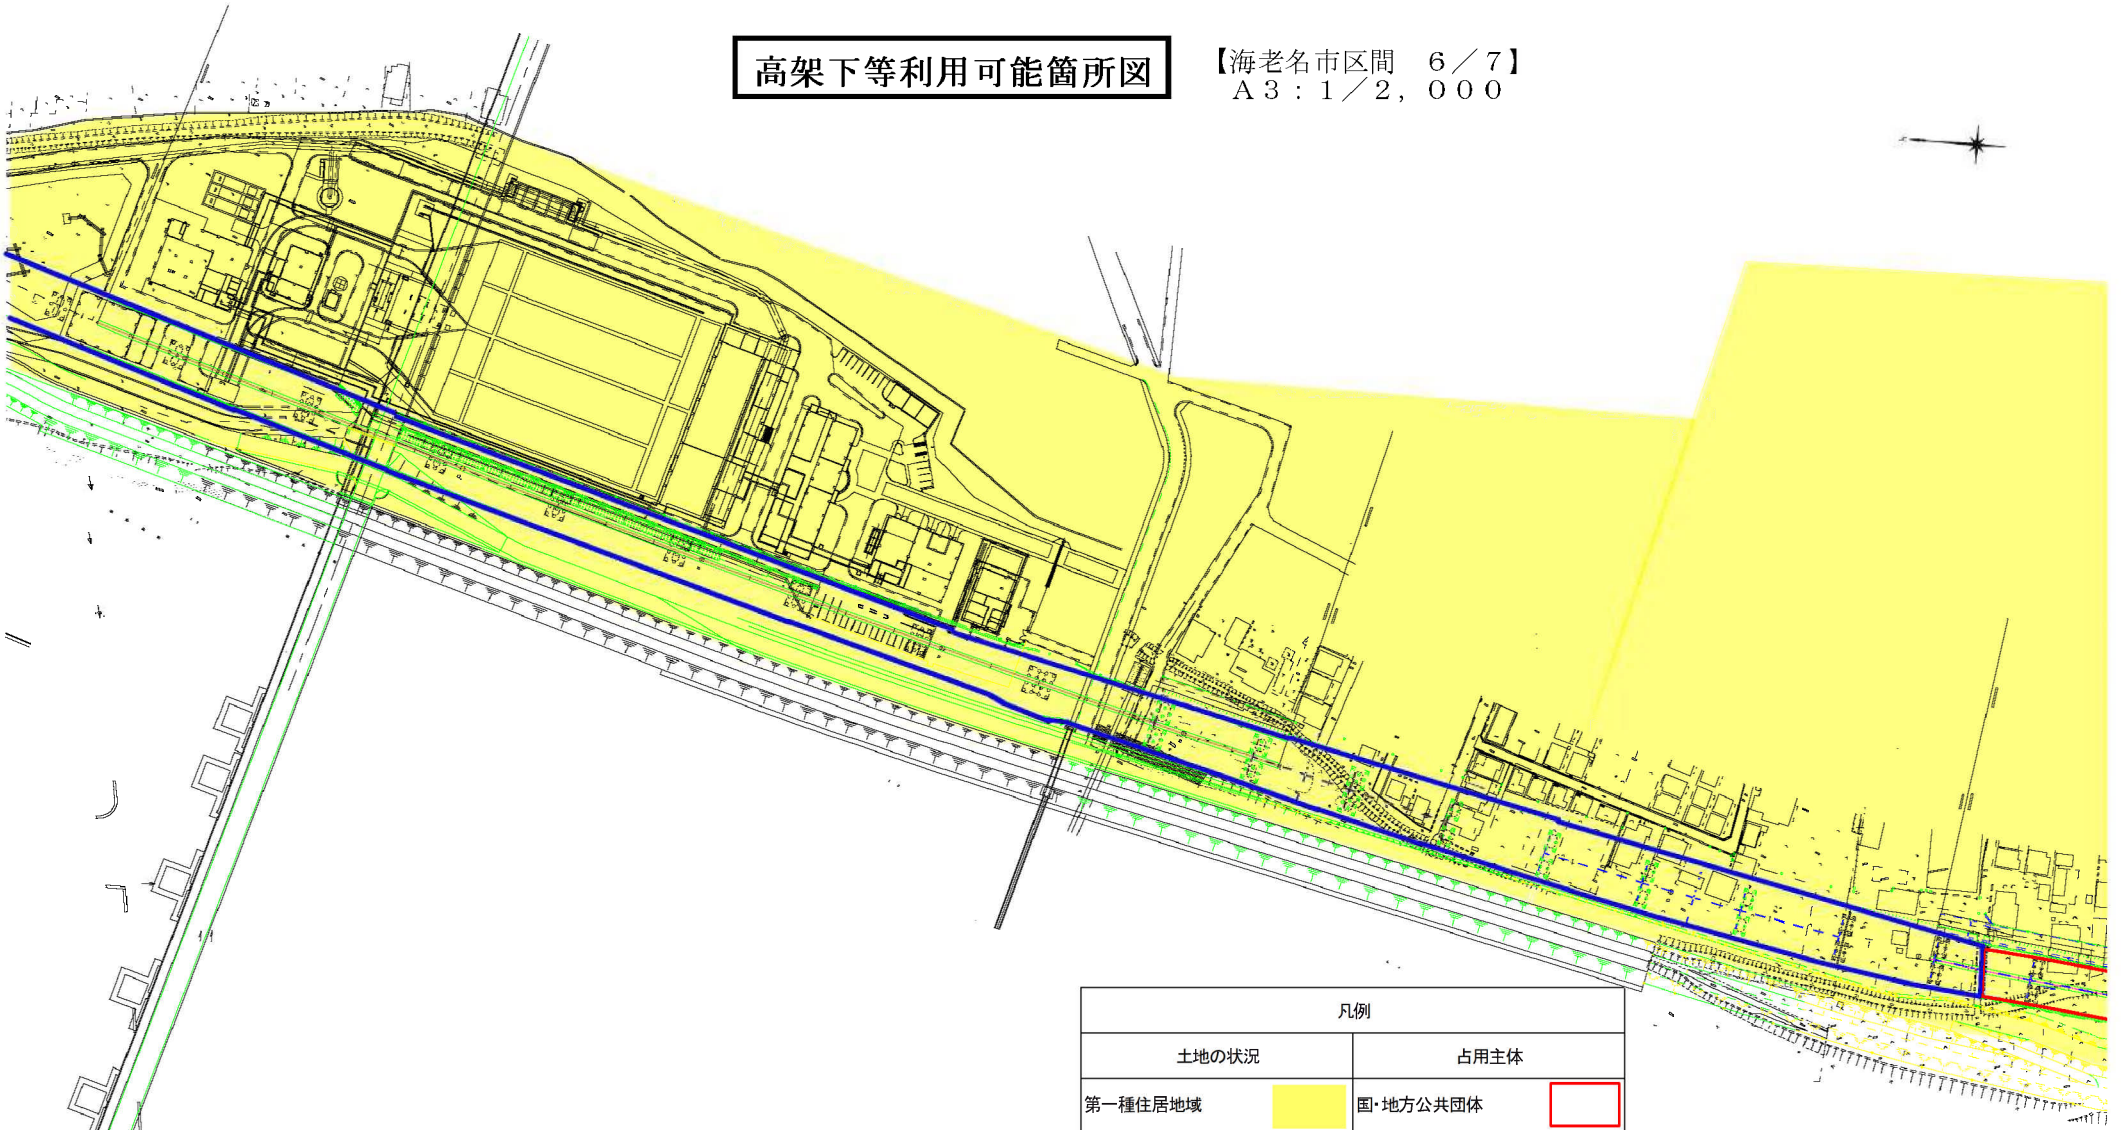 高架下等利用可能箇所図
【海老名市区間　６／７】
Ａ３：１／２，０００
凡例
土地の状況
占用主体
第一種住居地域
国・地方公共団体